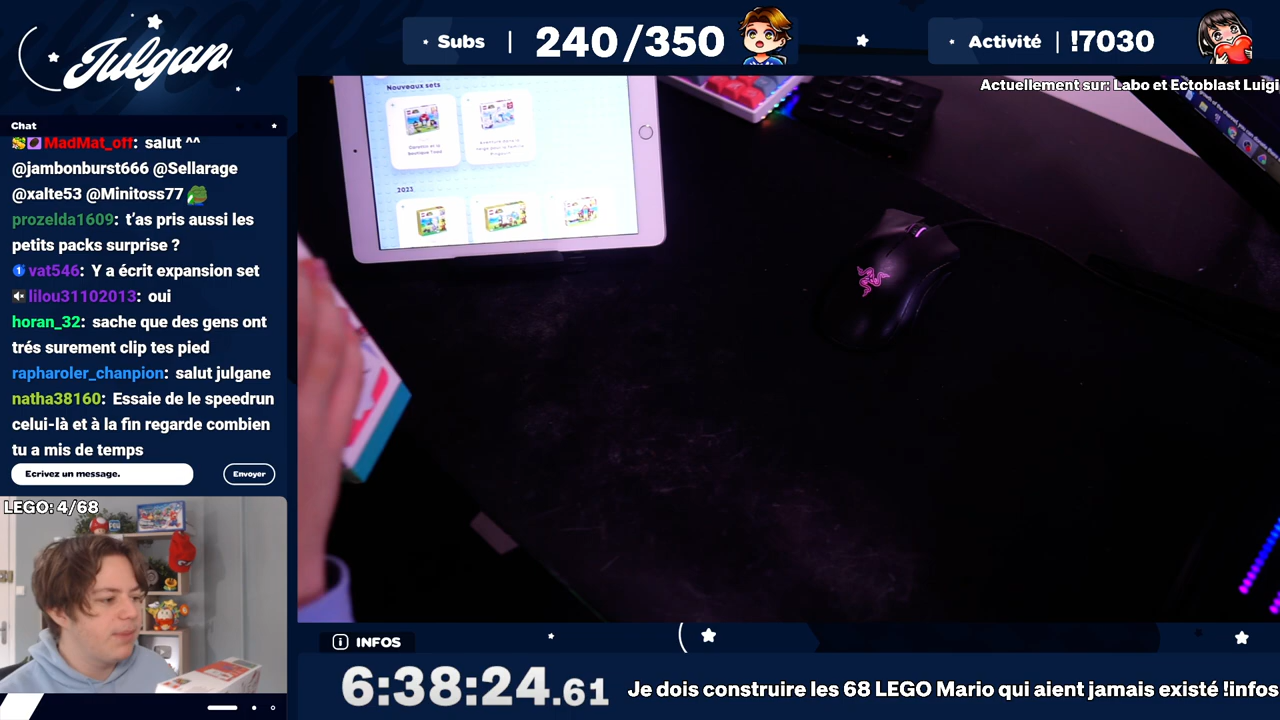 Julgan
Subs | 240/350
Activité | !7030
Actuellement sur: Labo et Ectoblast Luigi
Chat
MadMat_off: salut ^^
@jambonburst666 @Sellarage
@xalte53 @Minitoss77
prozelda1609: t'as pris aussi les
petits packs surprise ?
vat546: Y a écrit expansion set
lilou31102013: oui
horan_32: sache que des gens ont
trés surement clip tes pied
rapharoler_chanpion: salut julgane
natha38160: Essaie de le speedrun
celui-là et à la fin regarde combien
tu a mis de temps
Ecrivez un message.
Envoyer
Nouveaux sets
2023
LEGO: 4/68
INFOS
6:38:24.61
Je dois construire les 68 LEGO Mario qui aient jamais existé !infos